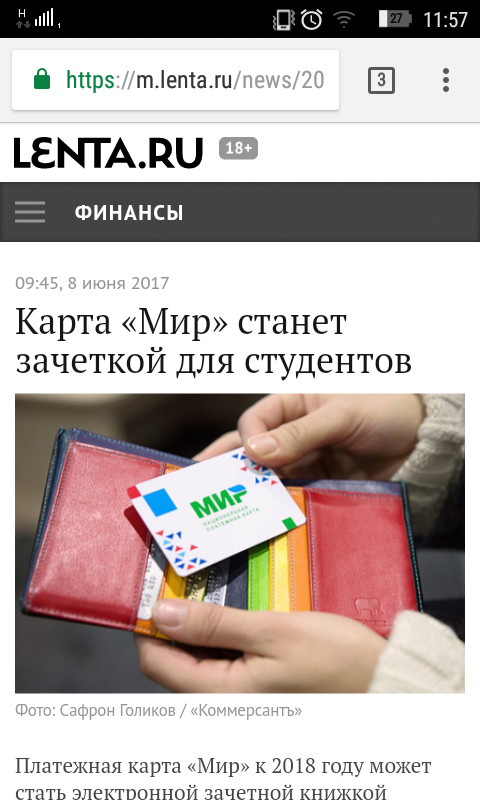 H 27 11:57
https://m.lenta.ru/news/20 3
LENTA.RU 18+
ФИНАНСЫ
09:45, 8 июня 2017
Карта «Мир» станет
зачеткой для студентов
МИР
НАЦИОНАЛЬНАЯ
ПЛАТЕЖНАЯ КАРТА
Фото: Сафрон Голиков / «Коммерсантъ»
Платежная карта «Мир» к 2018 году может
стать электронной зачетной книжкой